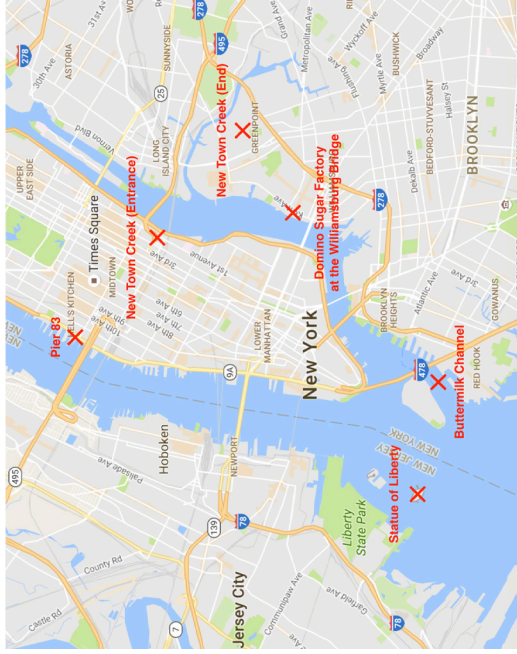 278
31st Av
30th Ave
ASTORIA
278
Grand Ave
SUNNYSIDE
495
Metropolitan Ave
Wyckoff Ave
Flushing Ave
Myrtle Ave
BUSHWICK
Broadway
25
Vernon Blvd
LONG
ISLAND CITY
New Town Creek (End)
GREENPOINT
BEDFORD-STUYVESANT
Halsey St
BROOKLYN
Dekalb Ave
UPPER
EAST SIDE
New Town Creek (Entrance)
Domino Sugar Factory
at the Williamsburg Bridge
278
Times Square
MIDTOWN
3rd Ave
1st Avenue
Atlantic Ave
3rd Ave
GOWANUS
BROOKLYN
HEIGHTS
Pier 83
10th Ave
9th Ave
8th Ave
7th Ave
6th Ave
LOWER
MANHATTAN
New York
9A
478
RED HOOK
Buttermilk Channel
Hoboken
NEWPORT
NEW YORK
NEW JERSEY
Statue of Liberty
495
Palisade Ave
Liberty
State Park
139
78
County Rd
Castle Rd
7
Jersey City
Communipaw Ave
Garfield Ave
78